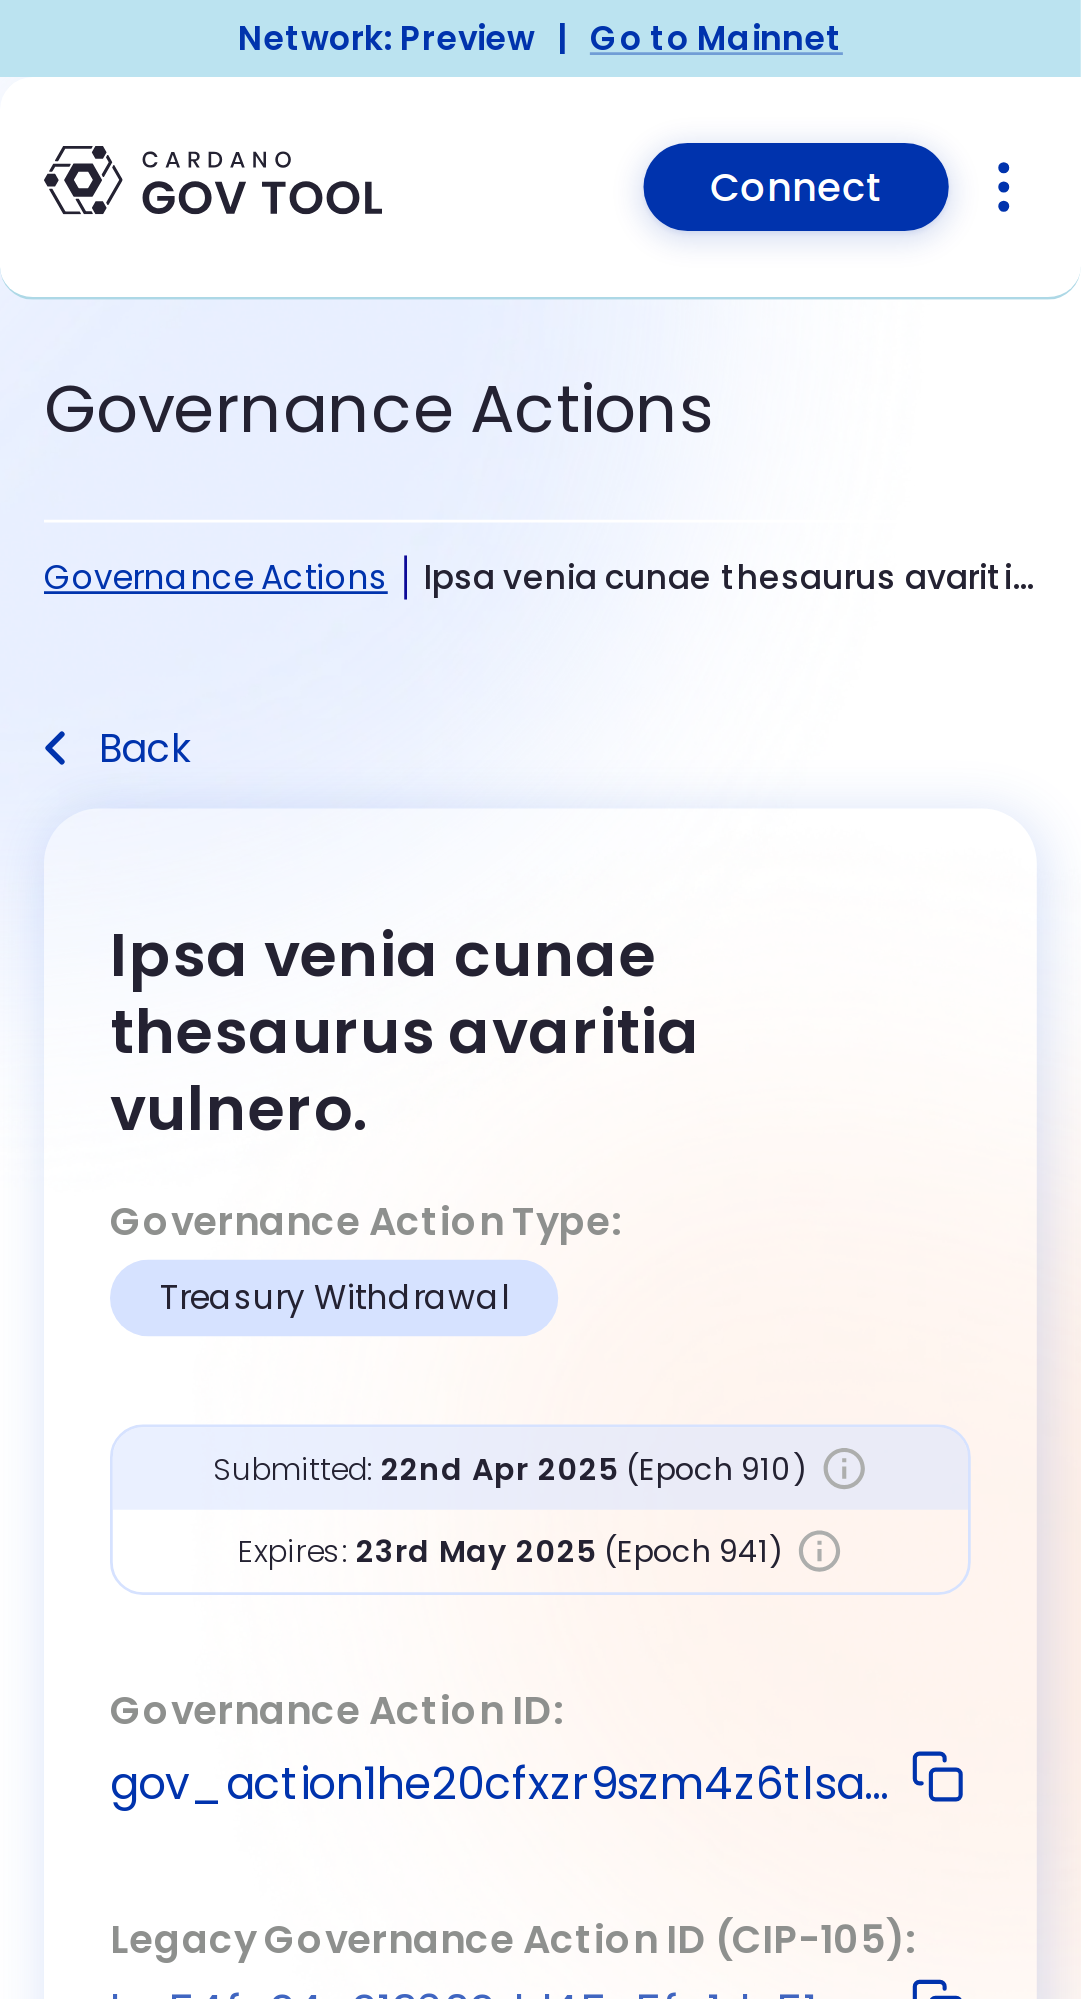 Network: Preview | Go to Mainnet
CARDANO
GOV TOOL
Connect
Governance Actions
Governance Actions | Ipsa venia cunae thesaurus avariti...
Back
Ipsa venia cunae
thesaurus avaritia
vulnero.
Governance Action Type:
Treasury Withdrawal
Submitted: 22nd Apr 2025 (Epoch 910)
Expires: 23rd May 2025 (Epoch 941)
Governance Action ID:
gov_action1he20cfxzr9szm4z6tlsa...
Legacy Governance Action ID (CIP-105):